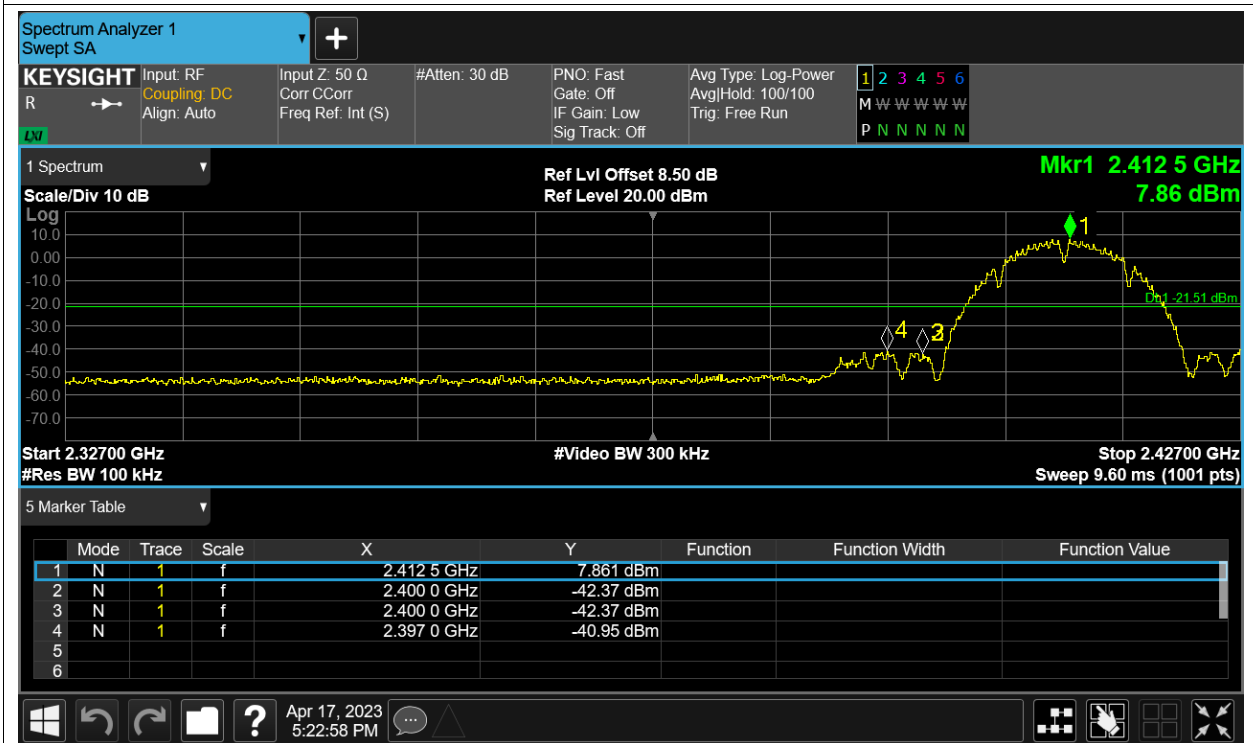 Spectrum Analyzer 1
Swept SA
+
KEYSIGHT Input: RF Input Z: 50 Ω #Atten: 30 dB PNO: Fast Avg Type: Log-Power 1 2 3 4 5 6
R Coupling: DC Corr CCorr Gate: Off Avg|Hold: 100/100 M W W W W W
Align: Auto Freq Ref: Int (S) IF Gain: Low Trig: Free Run
LXI Sig Track: Off P N N N N N
1 Spectrum
Ref Lvl Offset 8.50 dB Mkr1 2.412 5 GHz
Scale/Div 10 dB Ref Level 20.00 dBm 7.86 dBm
Log
10.0
0.00
-10.0
-20.0
-30.0
-40.0
-50.0
-60.0
-70.0
1
-21.51 dBm
4
Start 2.32700 GHz #Video BW 300 kHz Stop 2.42700 GHz
#Res BW 100 kHz Sweep 9.60 ms (1001 pts)
5 Marker Table
Mode Trace Scale X Y Function Function Width Function Value
1 N 1 f 2.412 5 GHz 7.861 dBm
2 N 1 f 2.400 0 GHz -42.37 dBm
3 N 1 f 2.400 0 GHz -42.37 dBm
4 N 1 f 2.397 0 GHz -40.95 dBm
5
6
? Apr 17, 2023
5:22:58 PM